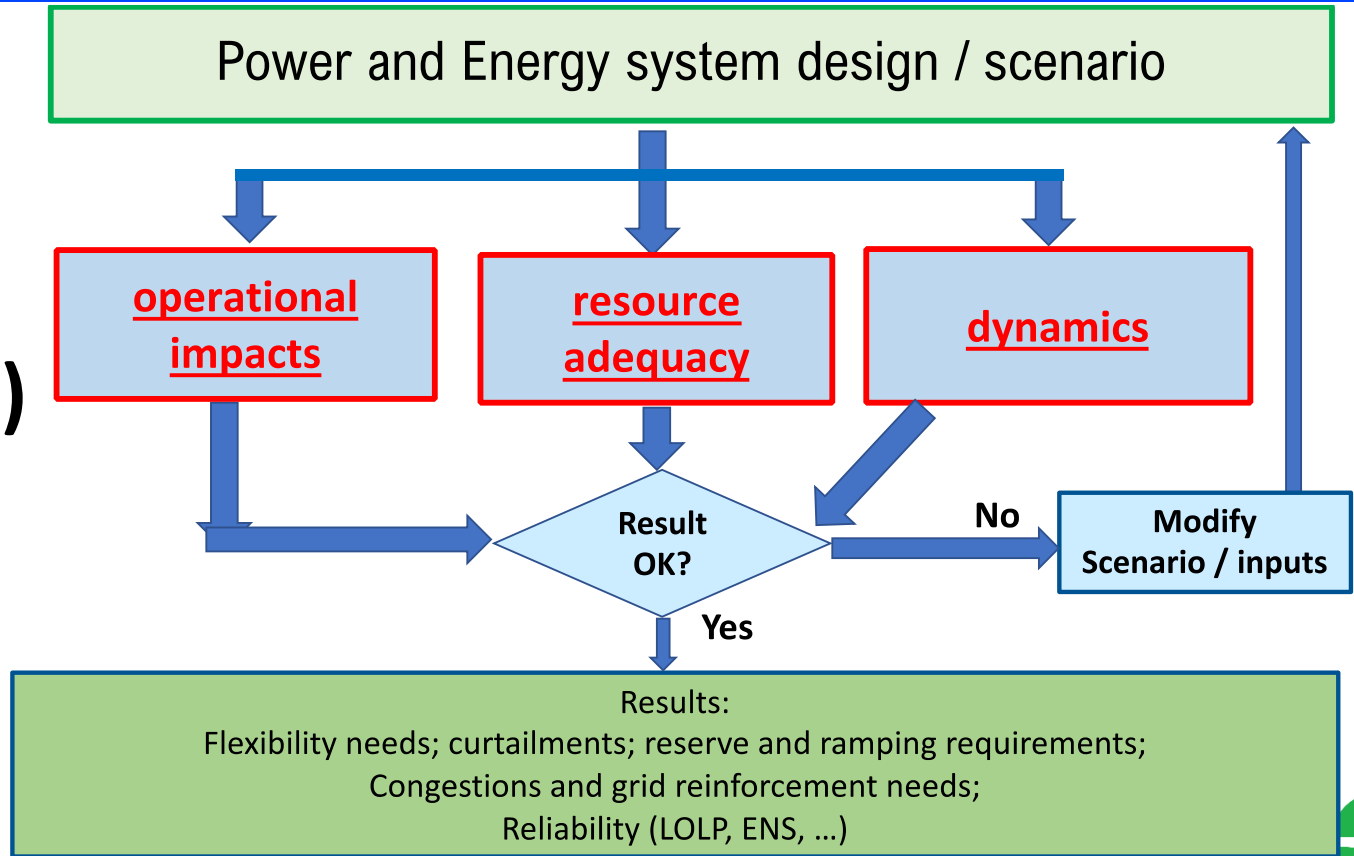 Power and Energy system design / scenario
operational
impacts
resource
adequacy
dynamics
)
Result
OK?
No
Modify
Scenario / inputs
Yes
Results:
Flexibility needs; curtailments; reserve and ramping requirements;
Congestions and grid reinforcement needs;
Reliability (LOLP, ENS, …)